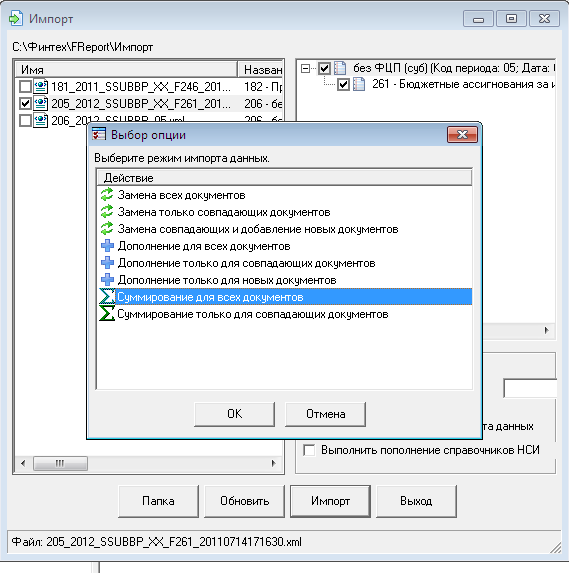 Импорт
C:\Финтех\FReport\Импорт
Имя Назван
181_2011_SSUBBP_XX_F246_201... 182 - Пр
205_2012_SSUBBP_XX_F261_201... 206 - бе
206_2012_SSUBBP_05.xml 206 - бе
без ФЦП (суб) (Код периода: 05; Дата:
261 - Бюджетные ассигнования за и
Выбор опции
Выберите режим импорта данных.
Действие
Замена всех документов
Замена только совпадающих документов
Замена совпадающих и добавление новых документов
Дополнение для всех документов
Дополнение только для совпадающих документов
Дополнение только для новых документов
Суммирование для всех документов
Суммирование только для совпадающих документов
OK Отмена
та данных
Выполнить пополнение справочников НСИ
Папка Обновить Импорт Выход
Файл: 205_2012_SSUBBP_XX_F261_20110714171630.xml